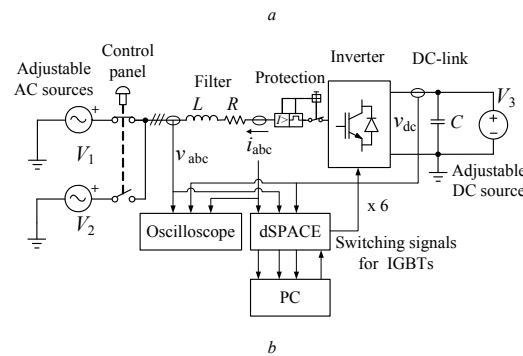 a
Control
panel
Inverter
DC-link
Adjustable
AC sources
Filter
Protection
L
R
I>
V3
V1
vabc
iabc
vdc
C
Adjustable
DC source
V2
x 6
Oscilloscope
dSPACE
Switching signals
for IGBTs
PC
b